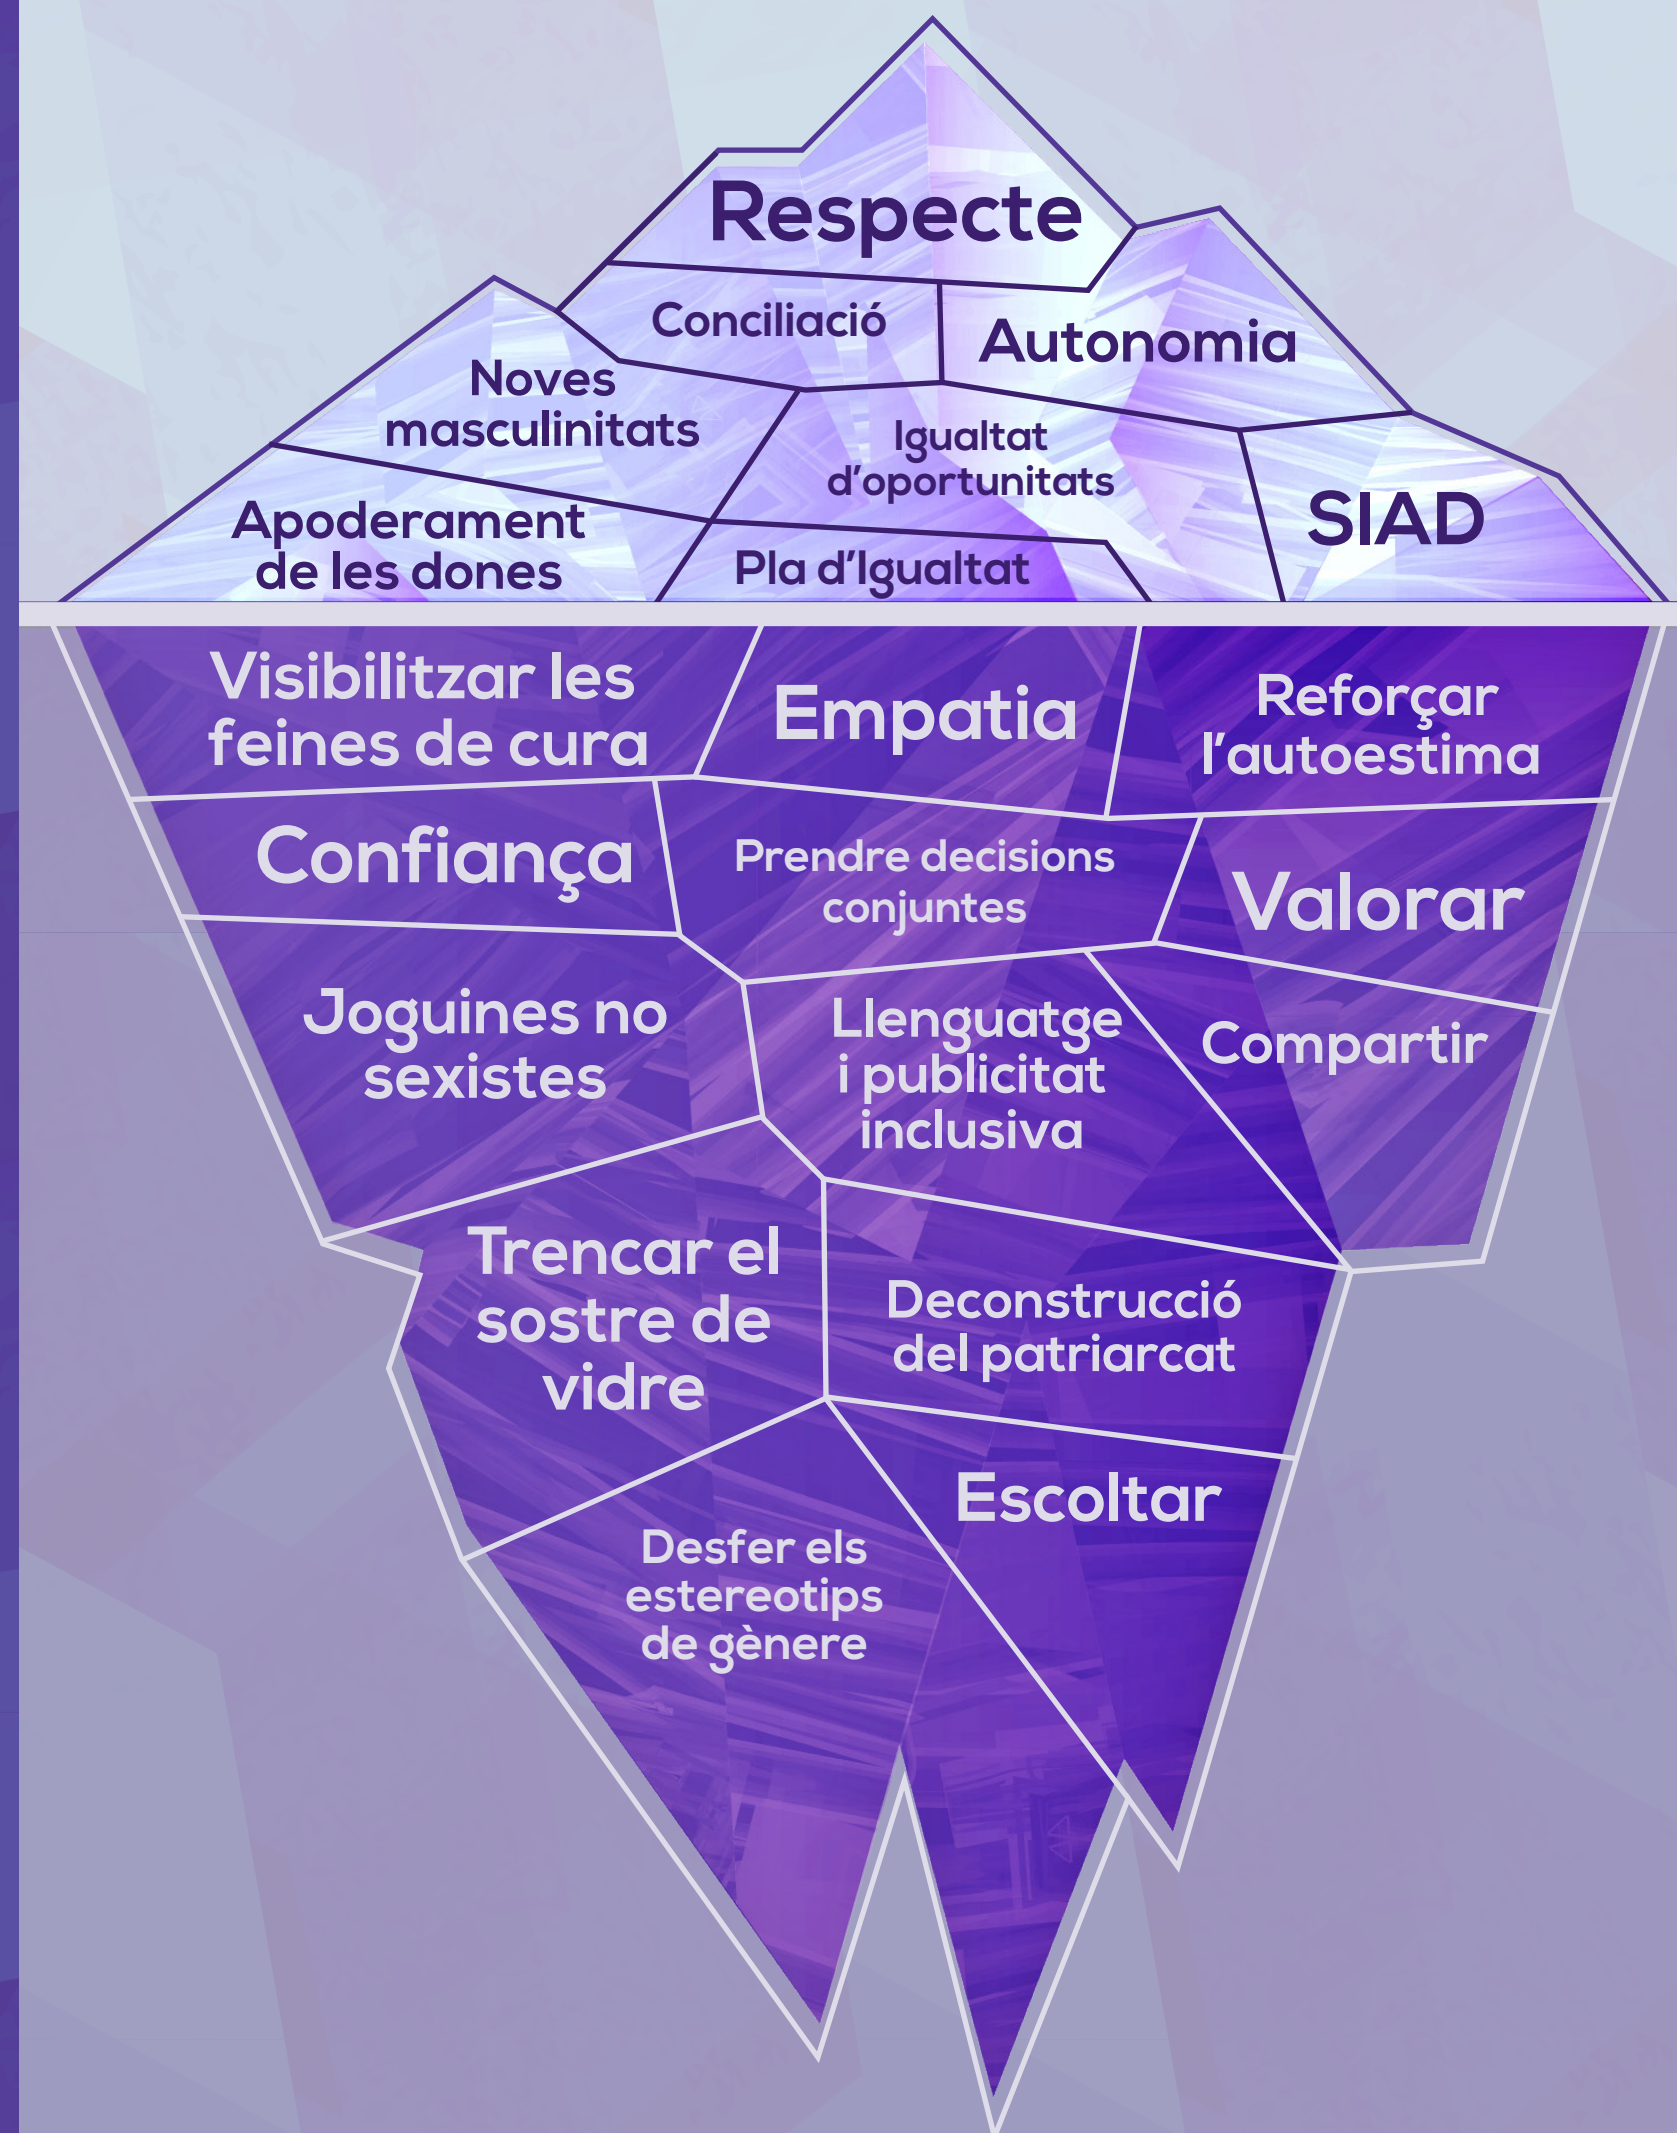 Respecte
Conciliació
Autonomia
Noves
masculinitats
Igualtat
d'oportunitats
SIAD
Apoderament
de les dones
Pla d'Igualtat
Visibilitzar les
feines de cura
Empatia
Reforçar
l'autoestima
Confiança
Prendre decisions
conjuntes
Valorar
Joguines no
sexistes
Llenguatge
i publicitat
inclusiva
Compartir
Trencar el
sostre de
vidre
Deconstrucció
del patriarcat
Escoltar
Desfer els
estereotips
de gènere